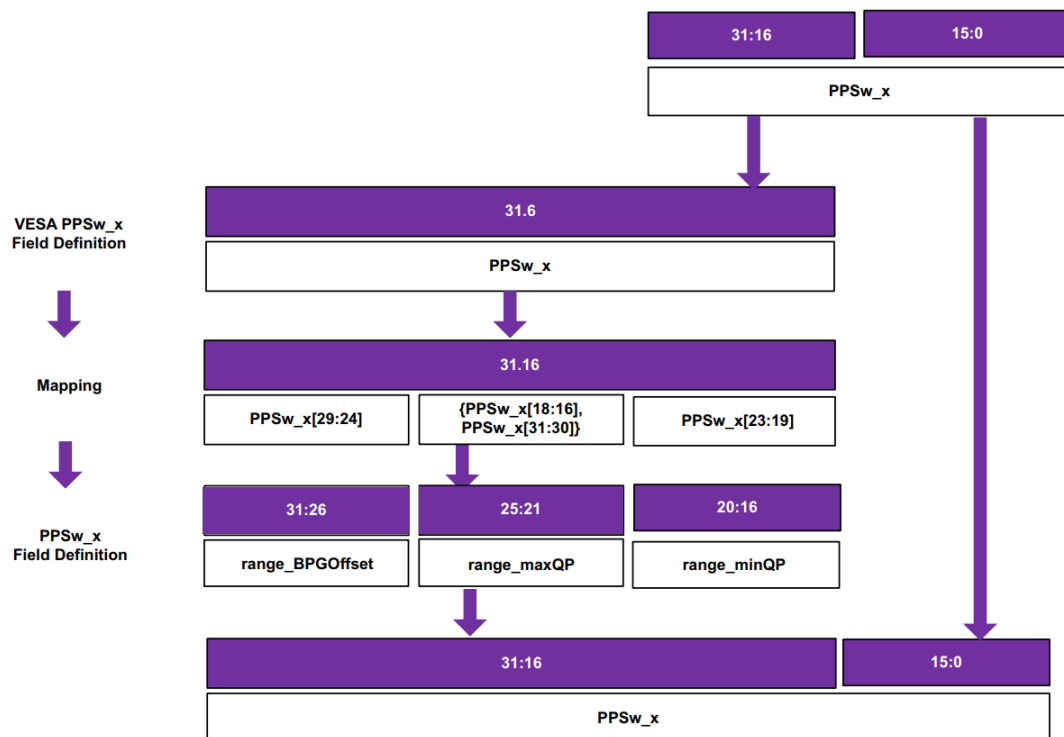 31:16
15:0
PPSw_x
31.6
VESA PPSw_x
Field Definition
PPSw_x
31.16
Mapping
PPSw_x[29:24]
{PPSw_x[18:16],
PPSw_x[31:30]}
PPSw_x[23:19]
31:26
25:21
20:16
PPSw_x
Field Definition
range_BPGOffset
range_maxQP
range_minQP
31:16
15:0
PPSw_x